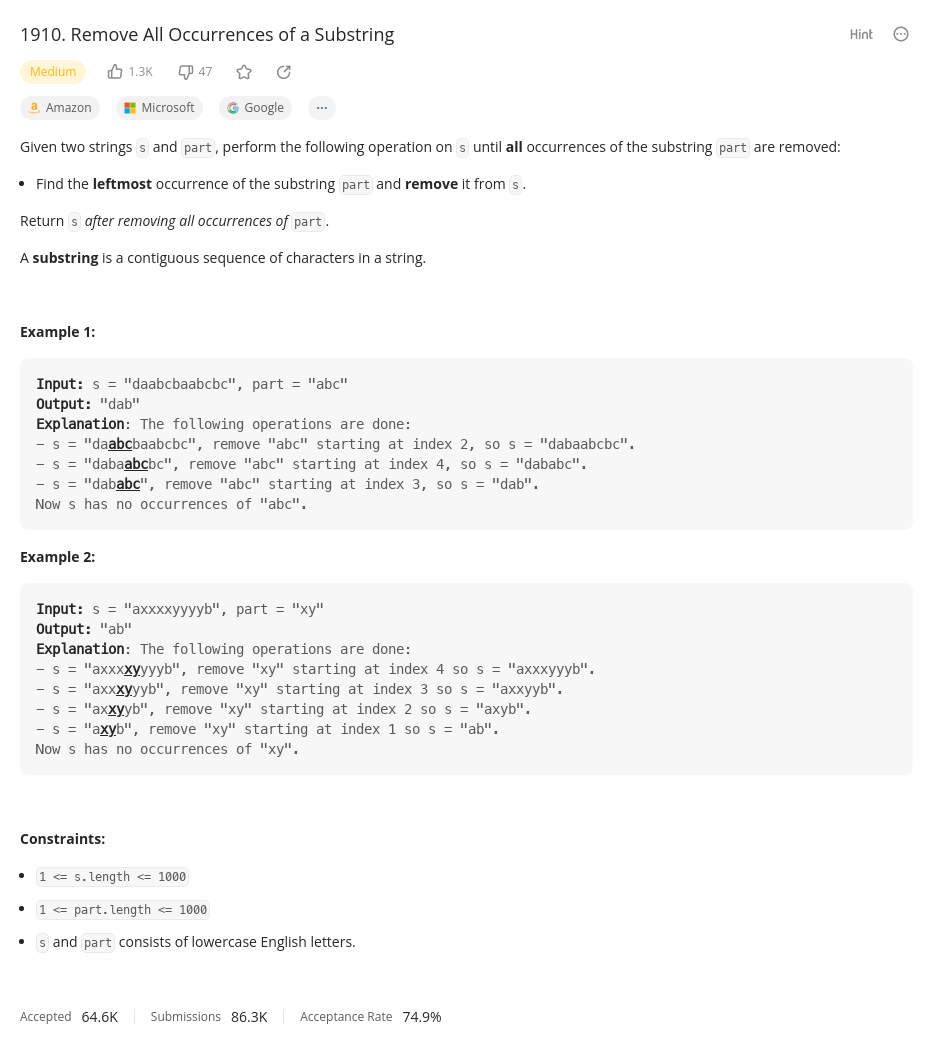 1910. Remove All Occurrences of a Substring
Hint
Medium
1.3K
47
Amazon
Microsoft
Google
Given two strings s and part, perform the following operation on s until all occurrences of the substring part are removed:
• Find the leftmost occurrence of the substring part and remove it from s.
Return s after removing all occurrences of part.
A substring is a contiguous sequence of characters in a string.
Example 1:
Input: s = "daabcbaabcbc", part = "abc"
Output: "dab"
Explanation: The following operations are done:
- s = "daabcbaabcbc", remove "abc" starting at index 2, so s = "dabaabcbc".
- s = "dabaabcbc", remove "abc" starting at index 4, so s = "dababc".
- s = "dababc", remove "abc" starting at index 3, so s = "dab".
Now s has no occurrences of "abc".
Example 2:
Input: s = "axxxxyyyyb", part = "xy"
Output: "ab"
Explanation: The following operations are done:
- s = "axxxxyyyyb", remove "xy" starting at index 4 so s = "axxxyyyb".
- s = "axxxyyyb", remove "xy" starting at index 3 so s = "axxyyb".
- s = "axxyyb", remove "xy" starting at index 2 so s = "axyb".
- s = "axyb", remove "xy" starting at index 1 so s = "ab".
Now s has no occurrences of "xy".
Constraints:
• 1 <= s.length <= 1000
• 1 <= part.length <= 1000
• s and part consists of lowercase English letters.
Accepted 64.6K Submissions 86.3K Acceptance Rate 74.9%